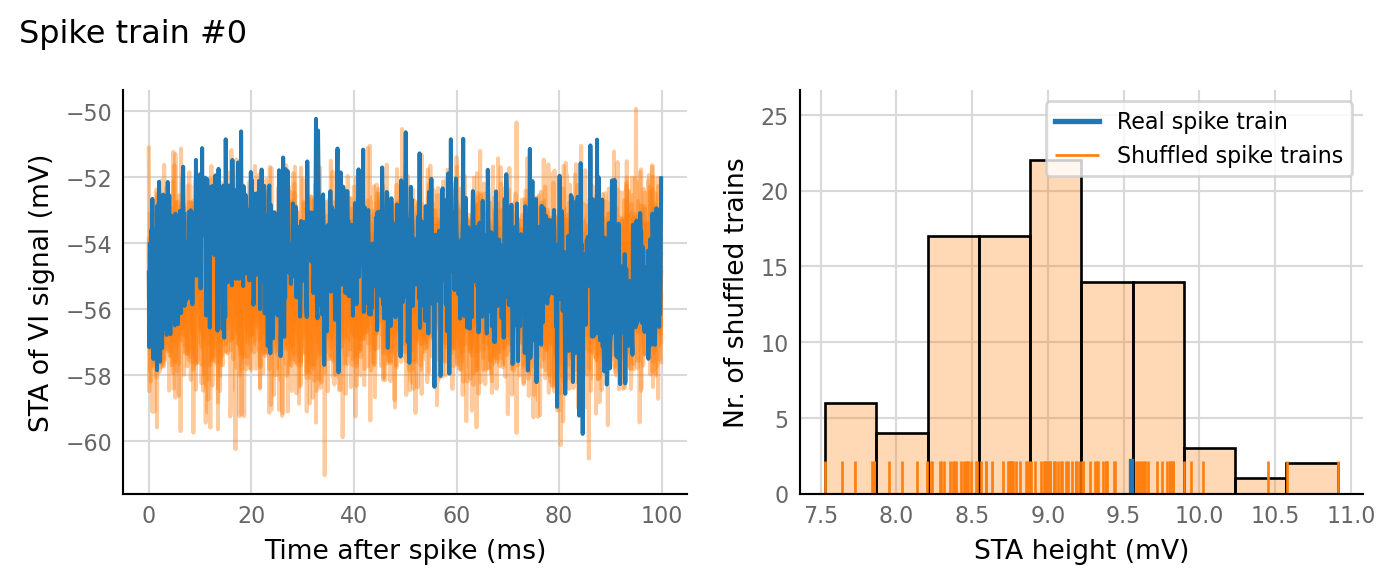 Spike train #0
STA of VI signal (mV)
−50
−52
−54
−56
−58
−60
0 20 40 60 80 100
Time after spike (ms)
Nr. of shuffled trains
25
20
15
10
5
0
7.5 8.0 8.5 9.0 9.5 10.0 10.5 11.0
STA height (mV)
Real spike train
Shuffled spike trains